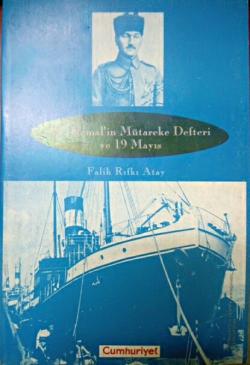 Kemal'in Mütareke Defteri
ve 19 Mayıs
Falih Rıfkı Atay
Cumhuriyet